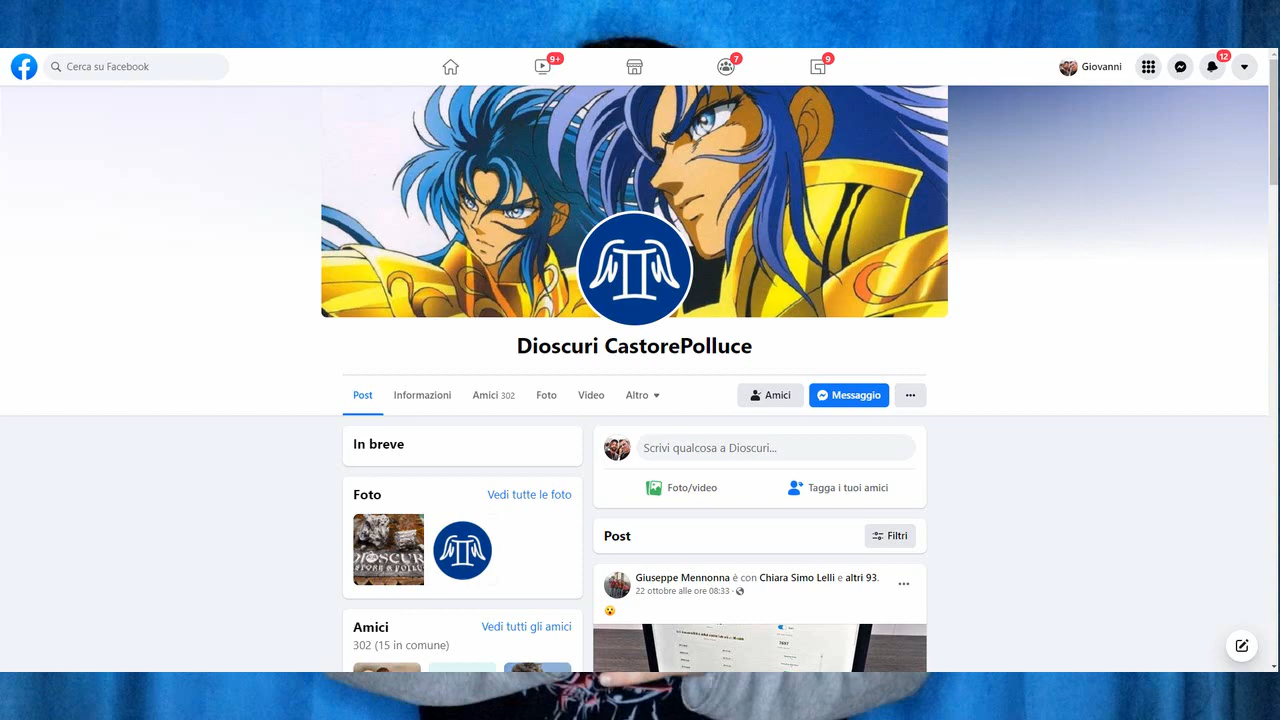 Cerca su Facebook
9+
7
9
Giovanni
12
Dioscuri CastorePolluce
Post
Informazioni
Amici 302
Foto
Video
Altro
Amici
Messaggio
In breve
Scrivi qualcosa a Dioscuri...
Foto/video
Tagga i tuoi amici
Foto
Vedi tutte le foto
DIOSCUR
Post
Filtri
Giuseppe Mennonna è con Chiara Simo Lelli e altri 93.
22 ottobre alle ore 08:33 ·
Amici
Vedi tutti gli amici
302 (15 in comune)